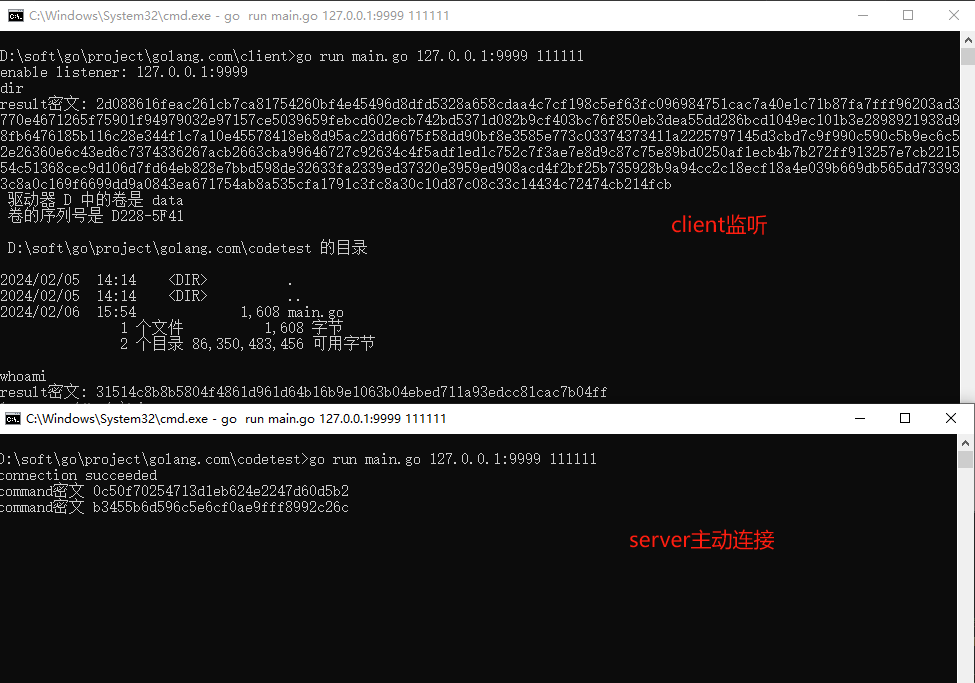 C:\Windows\System32\cmd.exe - go  run main.go 127.0.0.1:9999 111111
D:\soft\go\project\golang.com\client>go run main.go 127.0.0.1:9999 111111
enable listener: 127.0.0.1:9999
dir
result密文: 2d088616feac261cb7ca81754260bf4e45496d8dfd5328a658cdaa4c7cf198c5ef63fc096984751cac7a40e1c71b87fa7fff96203ad3
770e4671265f75901f94979032e97157ce5039659febcd602ecb742bd5371d082b9cf403bc76f850eb3dea55dd286bcd1049ec101b3e2898921938d9
8fb6476185b116c28e344f1c7a10e45578418eb8d95ac23dd6675f58dd90bf8e3585e773c03374373411a2225797145d3cbd7c9f990c590c5b9ec6c5
2e26360e6c43ed6c7374336267acb2663cba99646727c92634c4f5adf1ed1c752c7f3ae7e8d9c87c75e89bd0250af1ecb4b7b272ff913257e7cb2215
54c51368cec9d106d7fd64eb828e7bbd598de32633fa2339ed37320e3959ed908acd4f2bf25b735928b9a94cc2c18ecf18a4e039b669db565dd73393
3c8a0c169f6699dd9a0843ea671754ab8a535cfa1791c3fc8a30c10d87c08c33c14434c72474cb214fcb
驱动器 D 中的卷是 data
卷的序列号是 D228-5F41
client监听
D:\soft\go\project\golang.com\codetest 的目录
2024/02/05  14:14    <DIR>          .
2024/02/05  14:14    <DIR>          ..
2024/02/06  15:54             1,608 main.go
1 个文件          1,608 字节
2 个目录 86,350,483,456 可用字节
whoami
result密文: 31514c8b8b5804f4861d961d64b16b9e1063b04ebed711a93edcc81cac7b04ff
C:\Windows\System32\cmd.exe - go  run main.go 127.0.0.1:9999 111111
D:\soft\go\project\golang.com\codetest>go run main.go 127.0.0.1:9999 111111
connection succeeded
command密文 0c50f70254713d1eb624e2247d60d5b2
command密文 b3455b6d596c5e6cf0ae9fff8992c26c
server主动连接